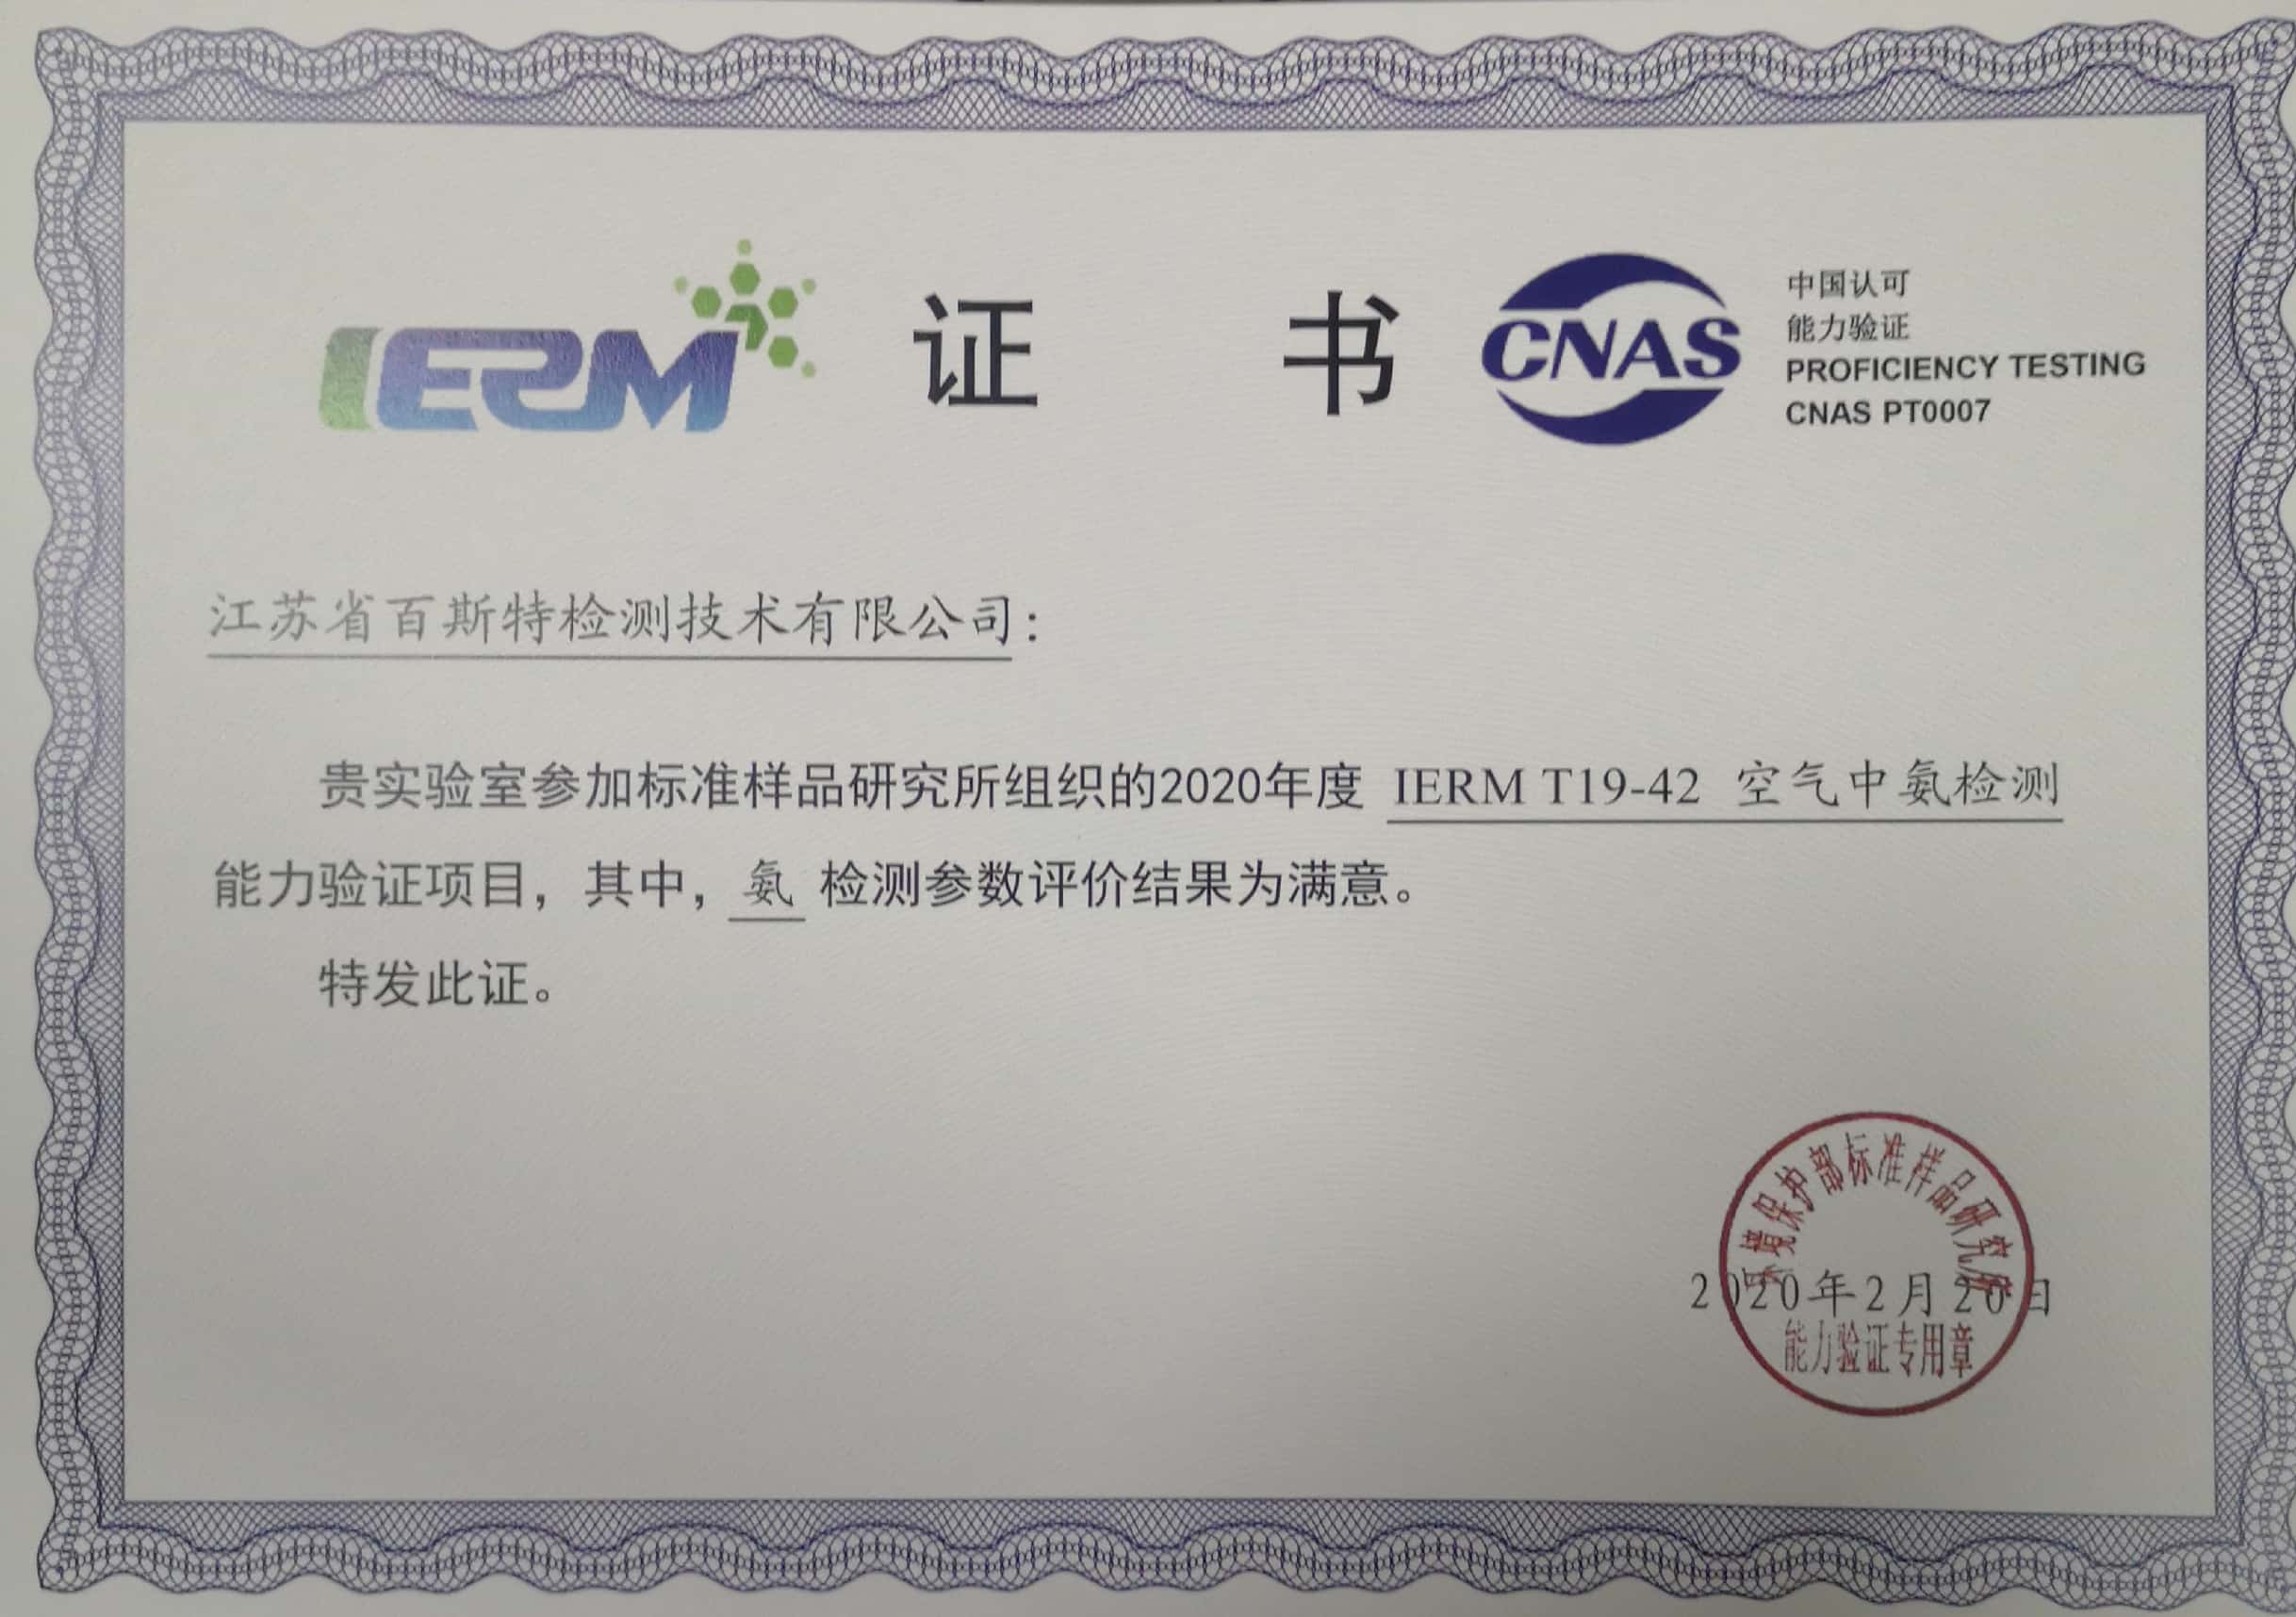 IERM
证 书
CNAS
中国认可
能力验证
PROFICIENCY TESTING
CNAS PT0007
江苏省百斯特检测技术有限公司：
贵实验室参加标准样品研究所组织的2020年度 IERM T19-42 空气中氨检测
能力验证项目，其中，氨 检测参数评价结果为满意。
特发此证。
环境保护部标准样品研究所
2020年2月20日
能力验证专用章